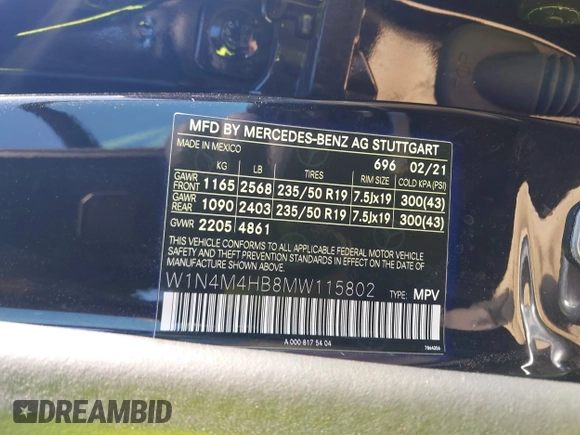 MFD BY MERCEDES-BENZ AG STUTTGART
MADE IN MEXICO 696 02/21
KG LB TIRES RIM SIZE COLD KPA (PSI)
GAWR FRONT 1165 2568 235/50 R19 7.5Jx19 300(43)
GAWR REAR 1090 2403 235/50 R19 7.5Jx19 300(43)
GVWR 2205 4861
THIS VEHICLE CONFORMS TO ALL APPLICABLE FEDERAL MOTOR VEHICLE
SAFETY AND THEFT PREVENTION STANDARDS IN EFFECT ON THE DATE OF
MANUFACTURE SHOWN ABOVE.
W1N4M4HB8MW115802 TYPE: MPV
A 000 817 54 04
DREAMBID